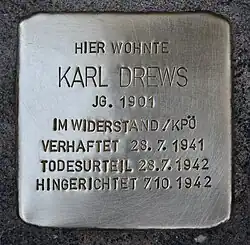 HIER WOHNTE
KARL DREWS
JG. 1901
IM WIDERSTAND/KPÖ
VERHAFTET 28.7.1941
TODESURTEIL 28.7.1942
HINGERICHTET 7.10.1942